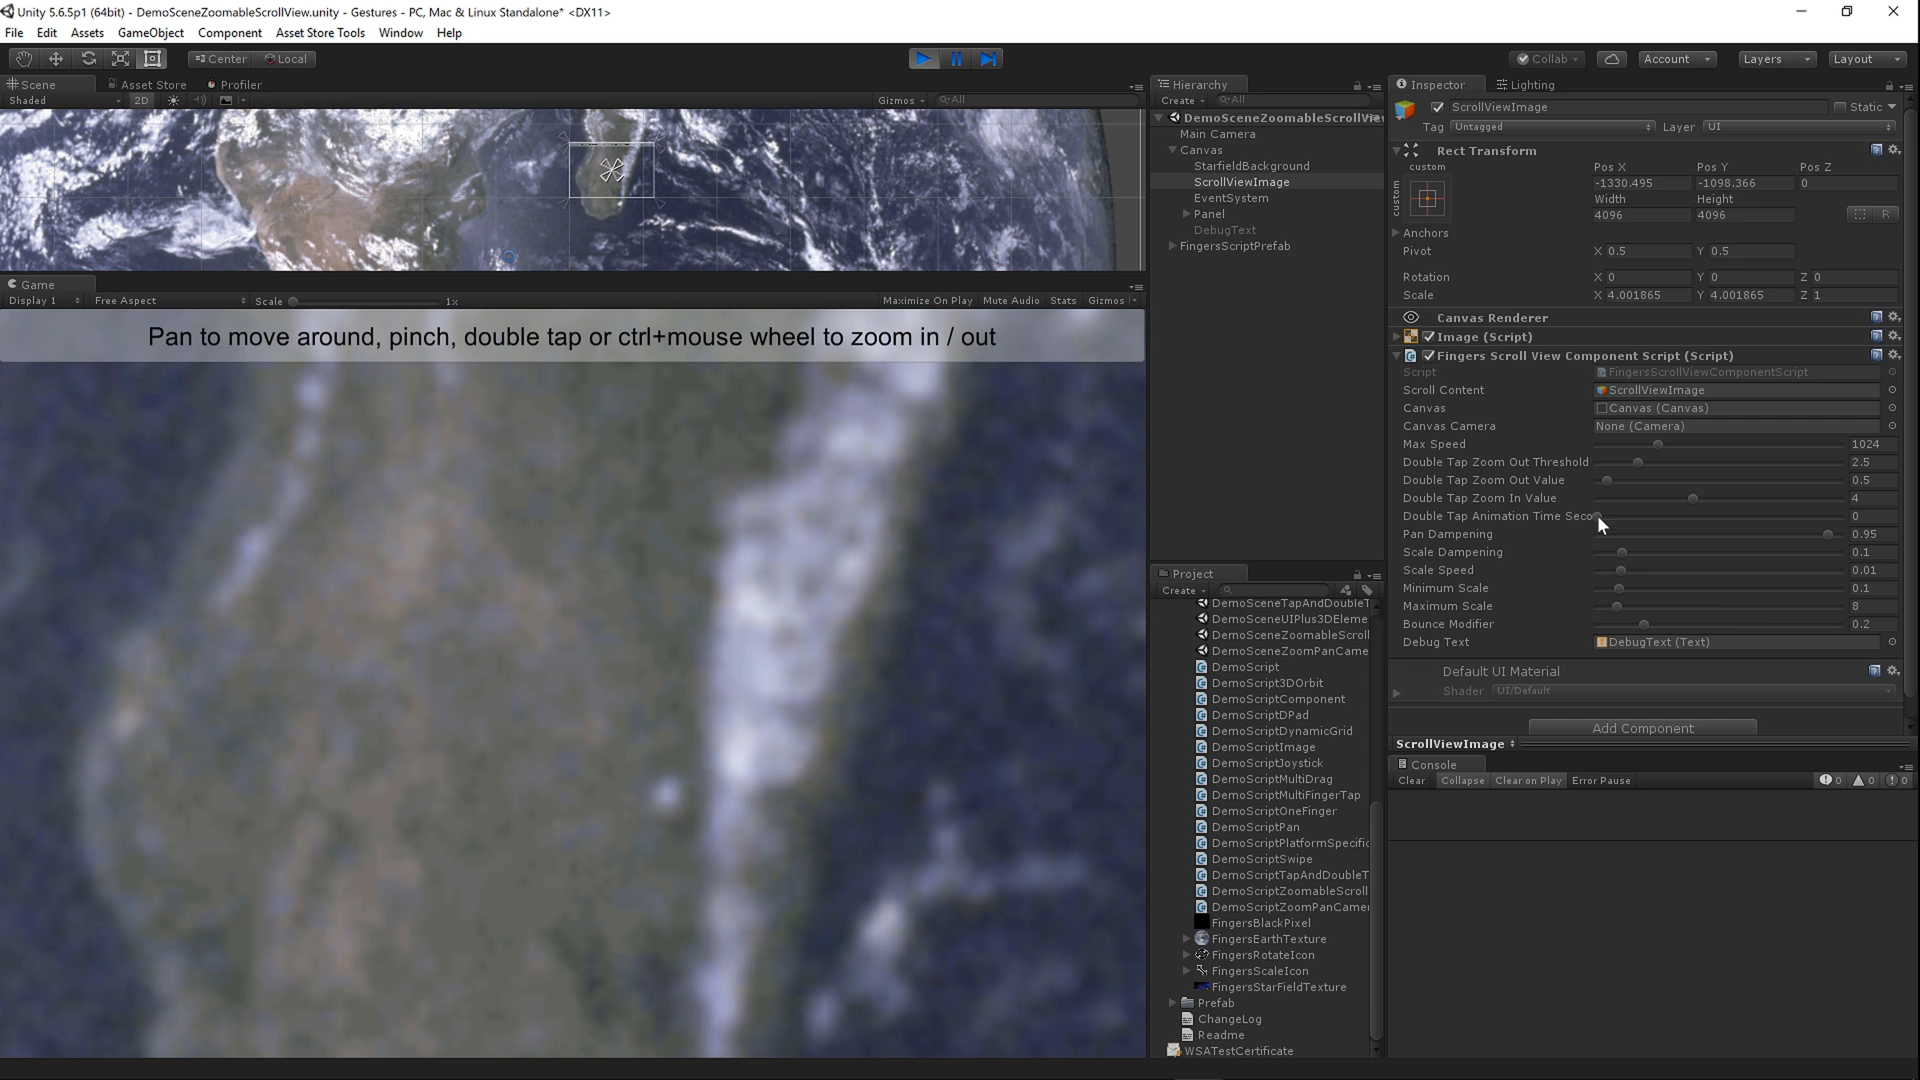 Unity 5.6.5p1 (64bit) - DemoSceneZoomableScrollView.unity - Gestures - PC, Mac & Linux Standalone* <DX11>
File Edit Assets GameObject Component Asset Store Tools Window Help
Center Local
Collab Account Layers Layout
Scene Asset Store Profiler
Shaded 2D Gizmos All
Game
Display 1 Free Aspect Scale 1x Maximize On Play Mute Audio Stats Gizmos
Pan to move around, pinch, double tap or ctrl+mouse wheel to zoom in / out
Hierarchy
Create All
DemoSceneZoomableScrollVie
Main Camera
Canvas
StarfieldBackground
ScrollViewImage
EventSystem
Panel
DebugText
FingersScriptPrefab
Project
Create
DemoSceneTapAndDoubleT
DemoSceneUIPlus3DEleme
DemoSceneZoomableScroll
DemoSceneZoomPanCame
DemoScript
DemoScript3DOrbit
DemoScriptComponent
DemoScriptDPad
DemoScriptDynamicGrid
DemoScriptImage
DemoScriptJoystick
DemoScriptMultiDrag
DemoScriptMultiFingerTap
DemoScriptOneFinger
DemoScriptPan
DemoScriptPlatformSpecific
DemoScriptSwipe
DemoScriptTapAndDoubleT
DemoScriptZoomableScroll
DemoScriptZoomPanCamer
FingersBlackPixel
FingersEarthTexture
FingersRotateIcon
FingersScaleIcon
FingersStarFieldTexture
Prefab
ChangeLog
Readme
WSATestCertificate
Inspector Lighting
ScrollViewImage Static
Tag Untagged Layer UI
Rect Transform
custom Pos X Pos Y Pos Z
custom -1330.495 -1098.366 0
Width Height
4096 4096 R
Anchors
Pivot X 0.5 Y 0.5
Rotation X 0 Y 0 Z 0
Scale X 4.001865 Y 4.001865 Z 1
Canvas Renderer
Image (Script)
Fingers Scroll View Component Script (Script)
Script FingersScrollViewComponentScript
Scroll Content ScrollViewImage
Canvas Canvas (Canvas)
Canvas Camera None (Camera)
Max Speed 1024
Double Tap Zoom Out Threshold 2.5
Double Tap Zoom Out Value 0.5
Double Tap Zoom In Value 4
Double Tap Animation Time Seco 0
Pan Dampening 0.95
Scale Dampening 0.1
Scale Speed 0.01
Minimum Scale 0.1
Maximum Scale 8
Bounce Modifier 0.2
Debug Text DebugText (Text)
Default UI Material
Shader UI/Default
Add Component
ScrollViewImage
Console
Clear Collapse Clear on Play Error Pause 0 0 0